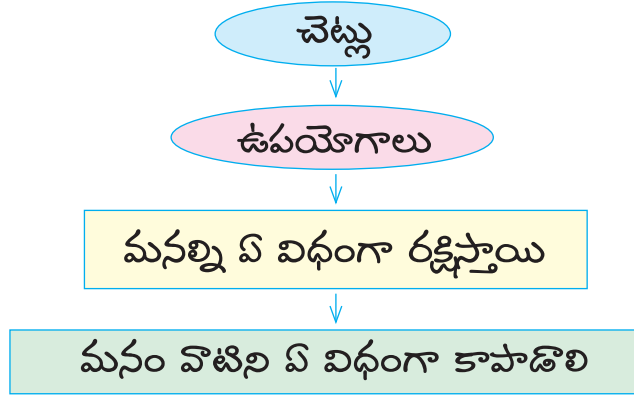 చెట్లు
ఉపయోగాలు
మనల్ని ఏ విధంగా రక్షిస్తాయి
మనం వాటిని ఏ విధంగా కాపాడాలి